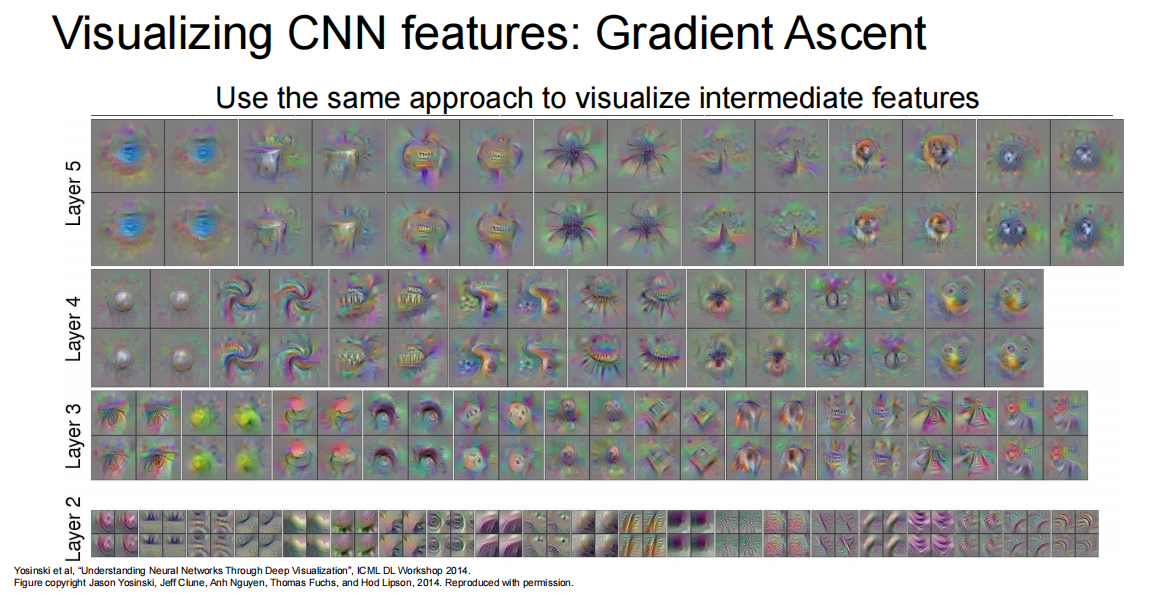 Visualizing CNN features: Gradient Ascent
Use the same approach to visualize intermediate features
Layer 5
Layer 4
Layer 3
Layer 2
Yosinski et al, “Understanding Neural Networks Through Deep Visualization”, ICML DL Workshop 2014.
Figure copyright Jason Yosinski, Jeff Clune, Anh Nguyen, Thomas Fuchs, and Hod Lipson, 2014. Reproduced with permission.